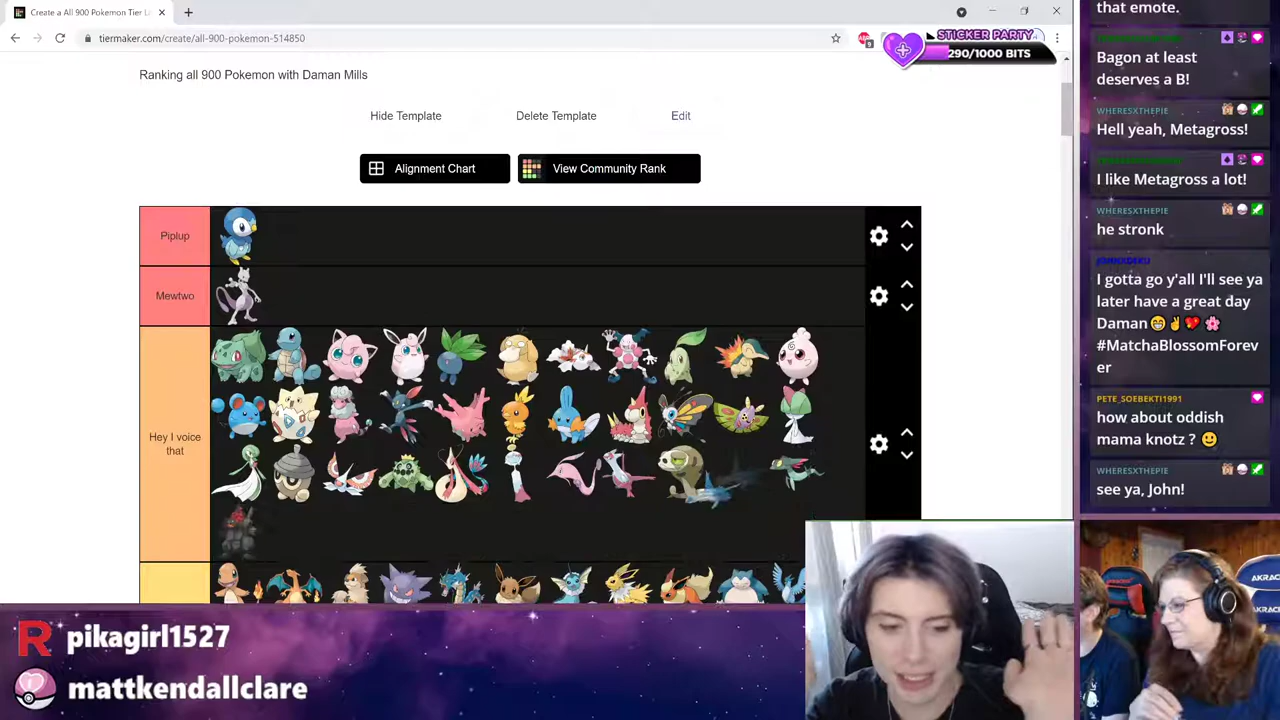 Create a All 900 Pokemon Tier L
tiermaker.com/create/all-900-pokemon-514850
STICKER PARTY
290/1000 BITS
Ranking all 900 Pokemon with Daman Mills
Hide Template
Delete Template
Edit
Alignment Chart
View Community Rank
Piplup
Mewtwo
Hey I voice
that
that emote.
Bagon at least
deserves a B!
WHERESXTHEPIE
Hell yeah, Metagross!
I like Metagross a lot!
WHERESXTHEPIE
he stronk
I gotta go y'all I'll see ya
later have a great day
Daman😁✌️💖🌸
#MatchaBlossomForev
er
PETE_SOEBEKTI1991
how about oddish
mama knotz ? 🙂
WHERESXTHEPIE
see ya, John!
AKRACE
AKRACI
R pikagirl1527
mattkendallclare